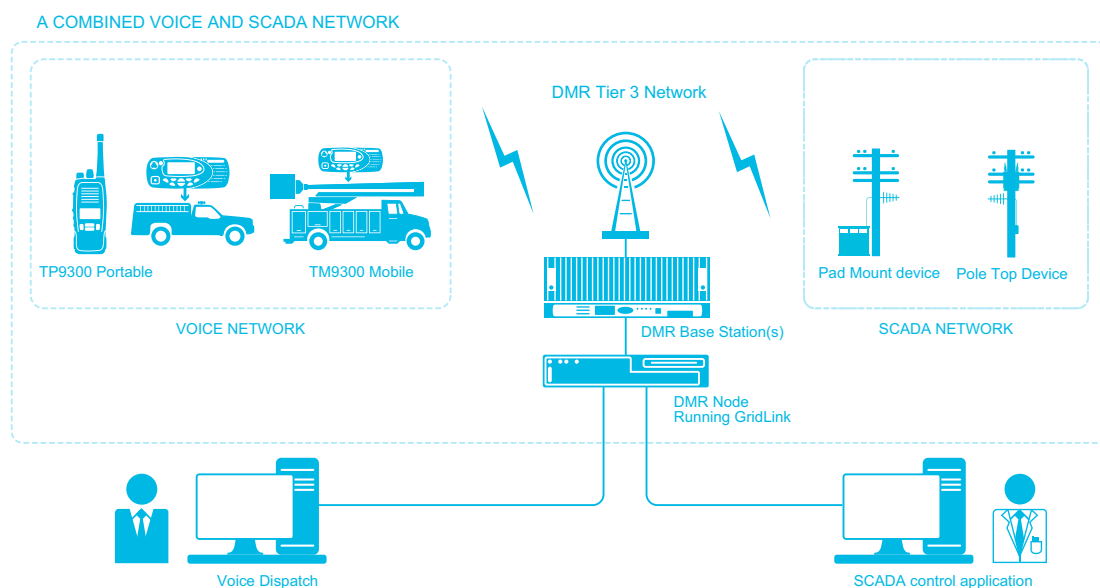 A COMBINED VOICE AND SCADA NETWORK
DMR Tier 3 Network
TP9300 Portable
TM9300 Mobile
Pad Mount device
Pole Top Device
VOICE NETWORK
DMR Base Station(s)
SCADA NETWORK
DMR Node
Running GridLink
Voice Dispatch
SCADA control application